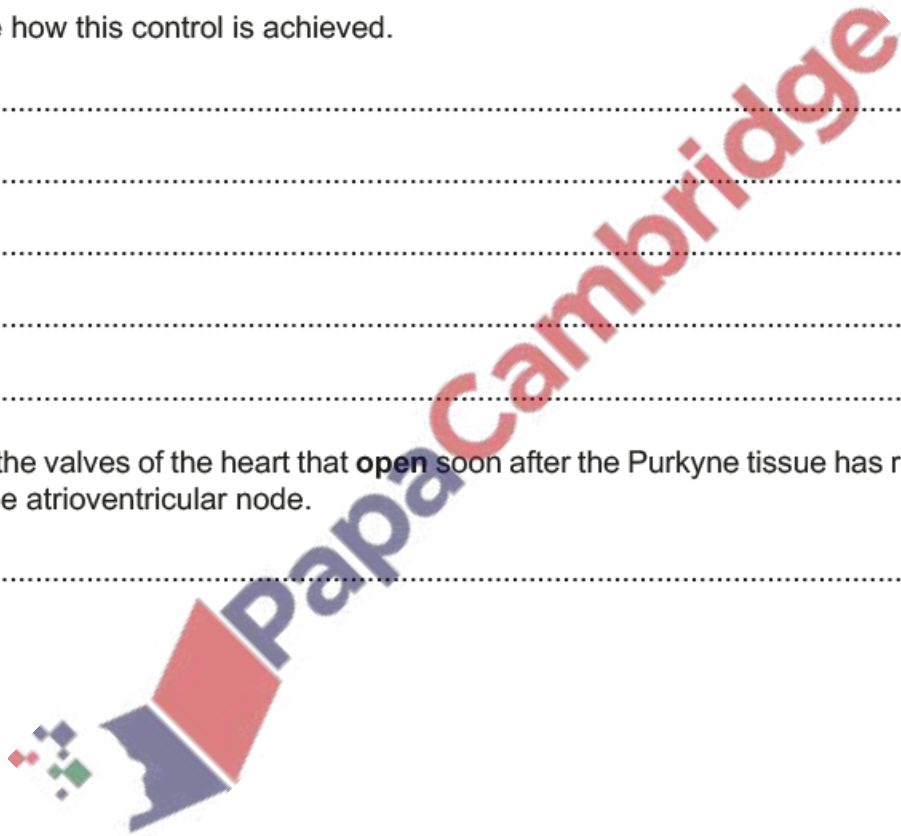 how this control is achieved.
the valves of the heart that open soon after the Purkyne tissue has r
e atrioventricular node.
PapaCambridge